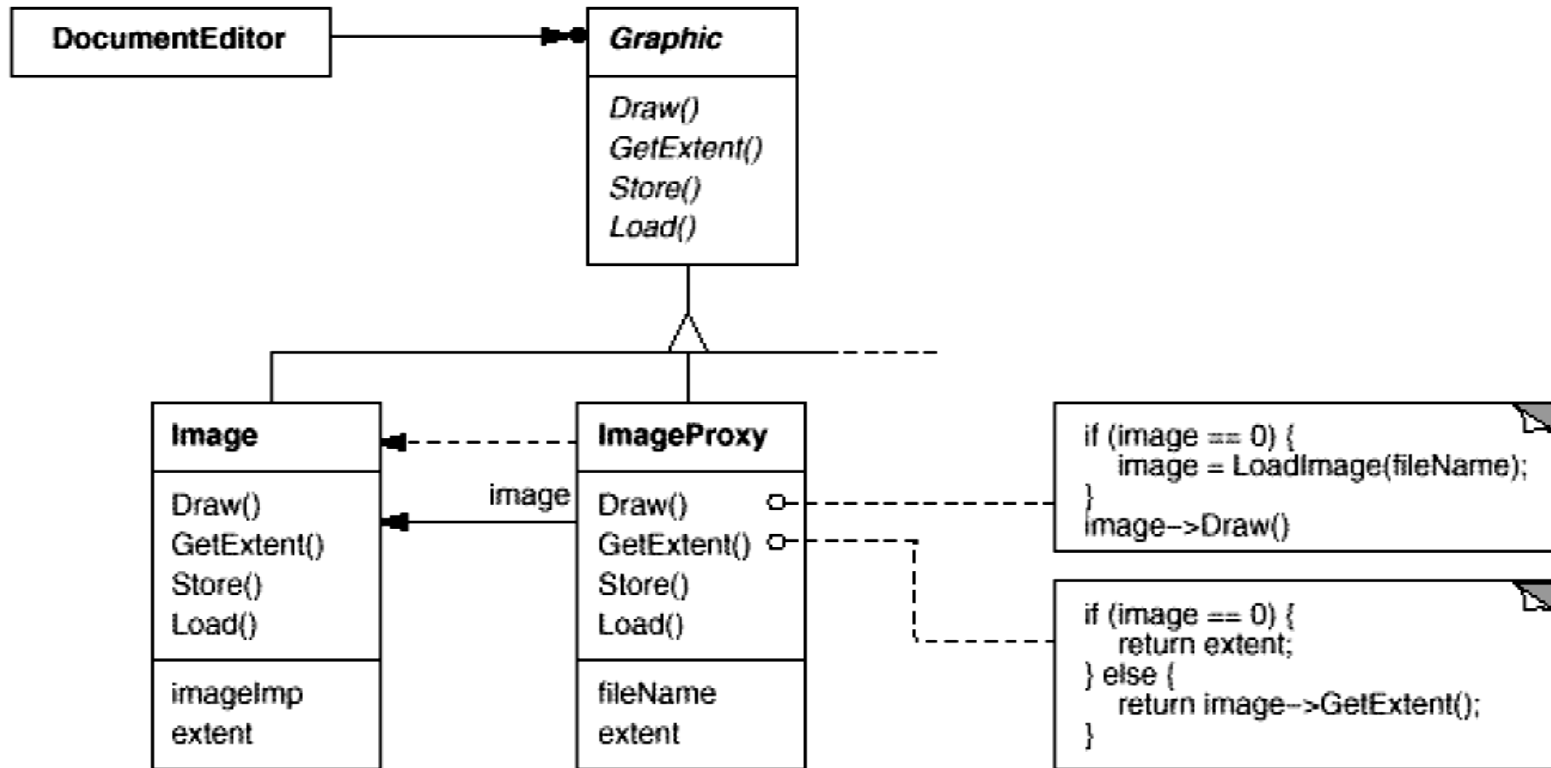 DocumentEditor
Graphic
Draw()
GetExtent()
Store()
Load()
Image
Draw()
GetExtent()
Store()
Load()
imageImp
extent
image
ImageProxy
Draw()
GetExtent()
Store()
Load()
fileName
extent
if (image == 0) {
image = LoadImage(fileName);
}
image->Draw()
if (image == 0) {
return extent;
} else {
return image->GetExtent();
}